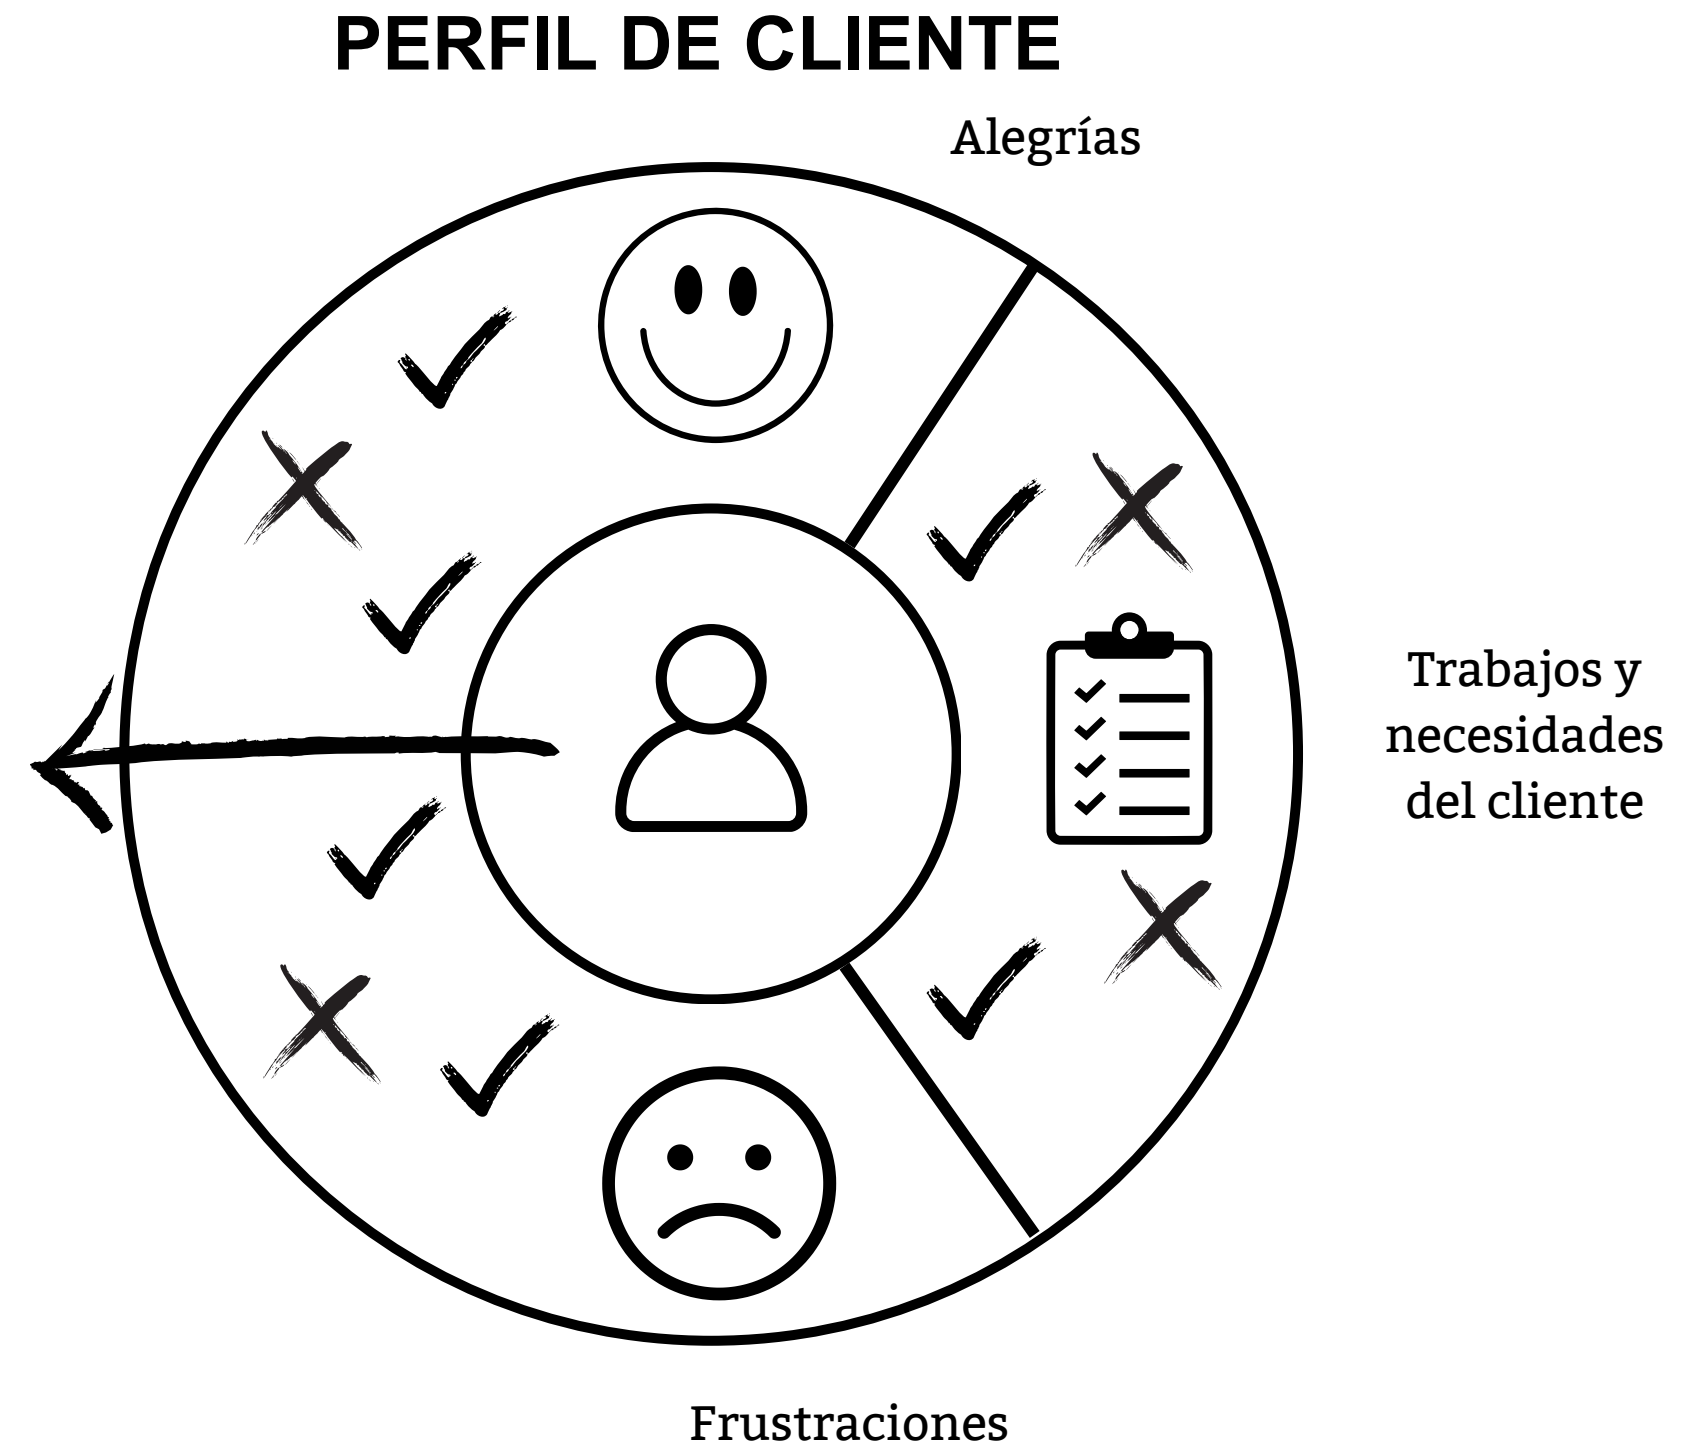 PERFIL DE CLIENTE
Alegrías
Trabajos y
necesidades
del cliente
Frustraciones